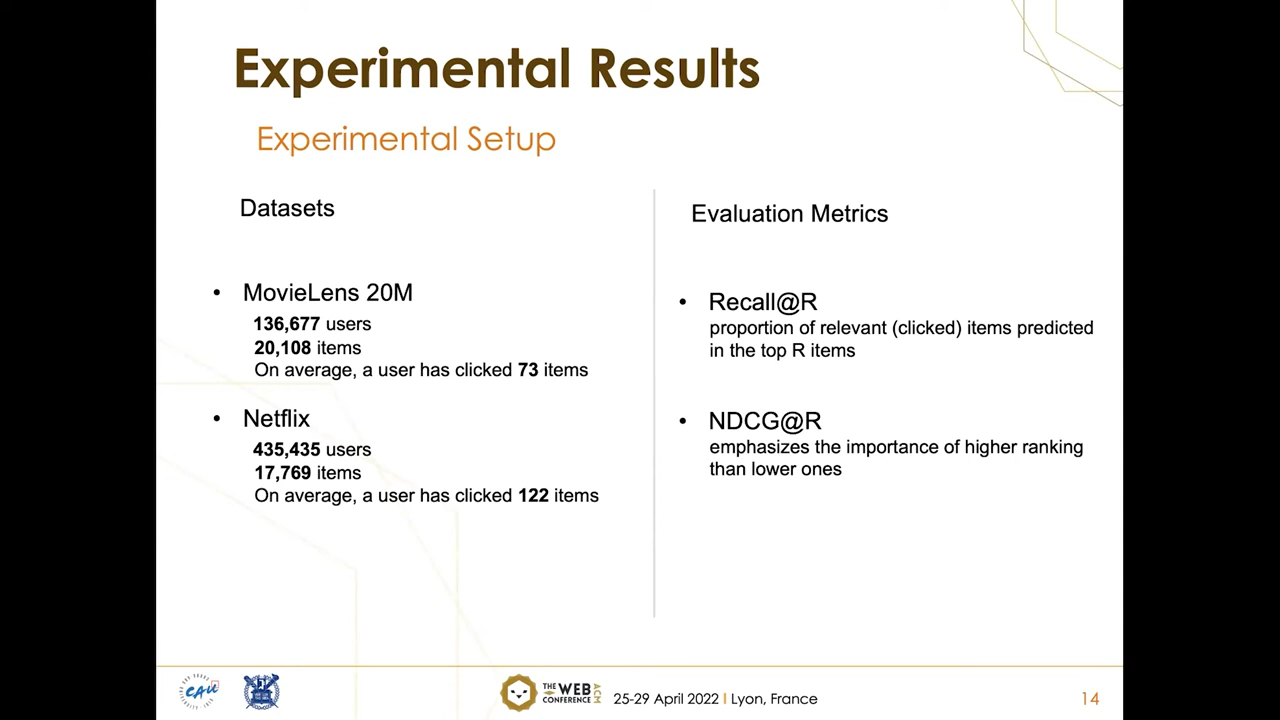 Experimental Results
Experimental Setup
Datasets
• MovieLens 20M
136,677 users
20,108 items
On average, a user has clicked 73 items
• Netflix
435,435 users
17,769 items
On average, a user has clicked 122 items
Evaluation Metrics
• Recall@R
proportion of relevant (clicked) items predicted
in the top R items
• NDCG@R
emphasizes the importance of higher ranking
than lower ones
CAU
THE WEB
CONFERENCE
ACM
25-29 April 2022 I Lyon, France
14